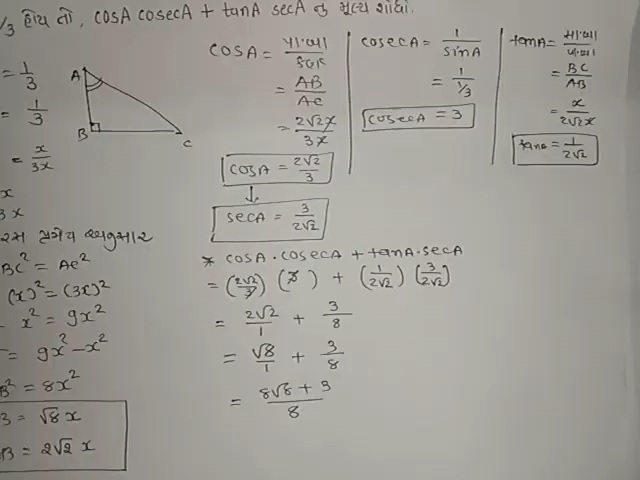 /3 હોય તો, cosA cosecA + tanA secA નું મૂલ્ય શોધો.
= 1/3
= 1/3
= x/3x
x
3x
A
B
C
પ્રમેય અનુસાર
BC² = AC²
(x)² = (3x)²
x² = 9x²
= 9x² - x²
B² = 8x²
B = √8 x
AB = 2√2 x
cosA = પા.બા/કર્ણ
= AB/AC
= 2√2x/3x
cosA = 2√2/3
↓
secA = 3/2√2
cosecA = 1/sinA
= 1/1/3
cosecA = 3
tanA = સા.બા/પા.બા
= BC/AB
= x/2√2x
tanA = 1/2√2
* cosA·cosecA + tanA·secA
= (2√2/3) (3) + (1/2√2) (3/2√2)
= 2√2/1 + 3/8
= √8/1 + 3/8
= 8√8 + 3/8